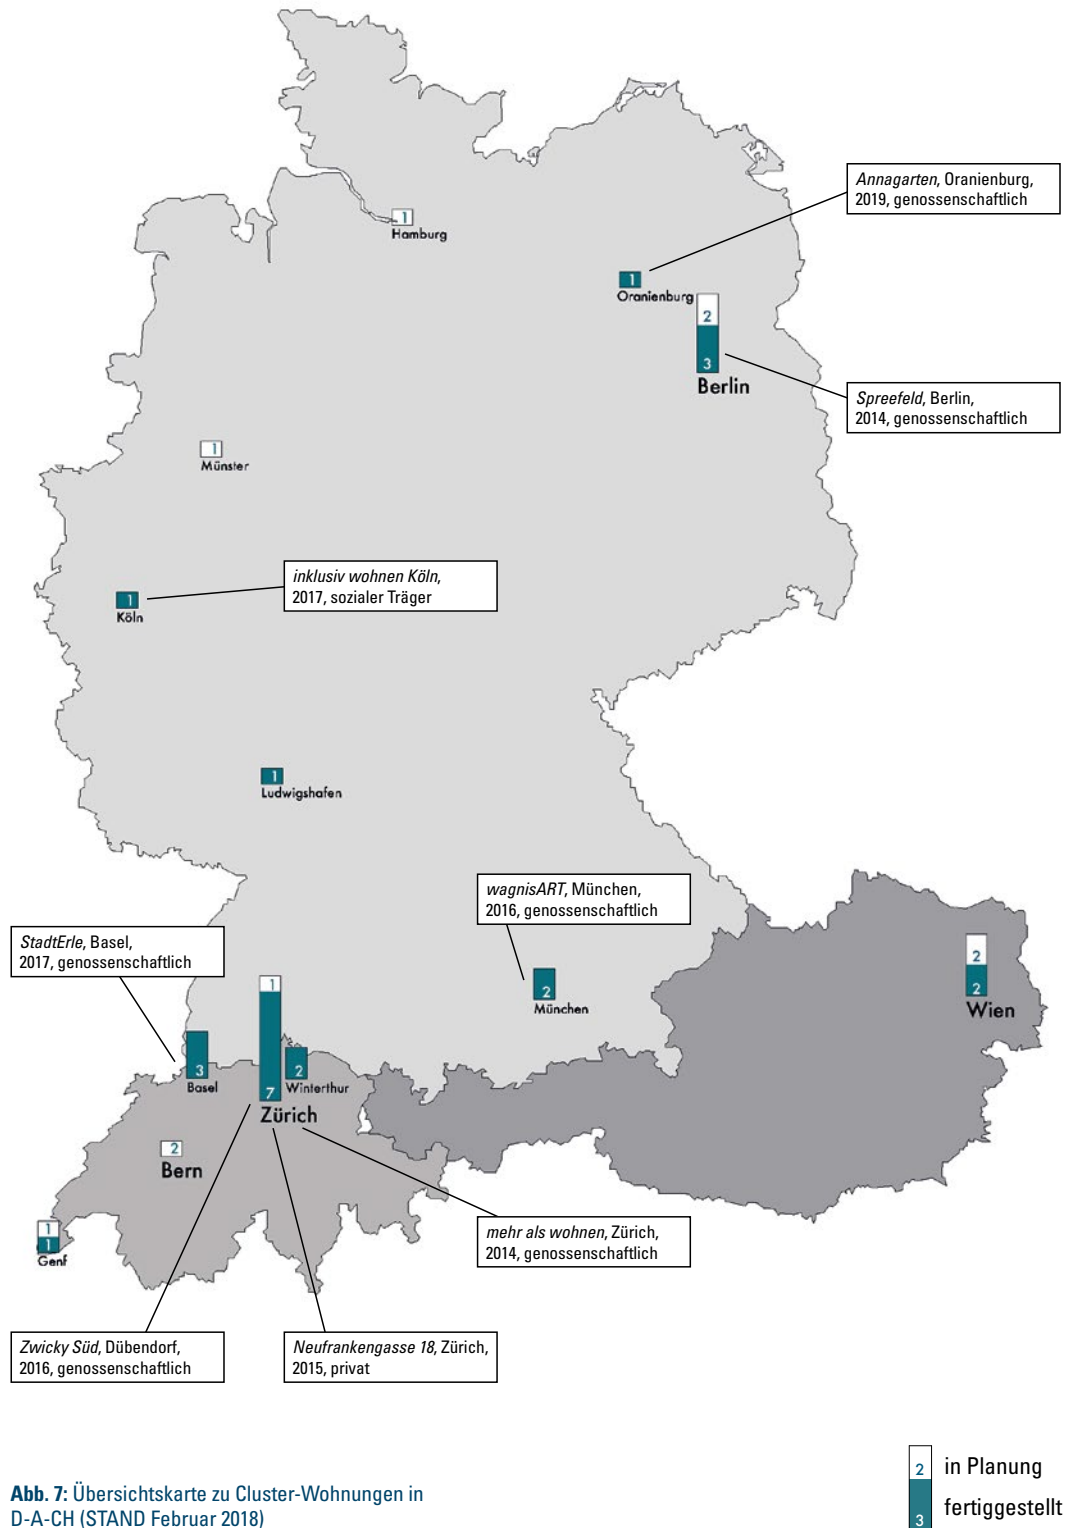 Annagarten, Oranienburg,
2019, genossenschaftlich
1
Hamburg
1
Oranienburg
2
3
Berlin
Spreefeld, Berlin,
2014, genossenschaftlich
1
Münster
inklusiv wohnen Köln,
2017, sozialer Träger
1
Köln
1
Ludwigshafen
wagnisART, München,
2016, genossenschaftlich
StadtErle, Basel,
2017, genossenschaftlich
2
München
2
2
Wien
1
7
Zürich
3
Basel
2
Winterthur
2
Bern
1
1
Genf
mehr als wohnen, Zürich,
2014, genossenschaftlich
Zwicky Süd, Dübendorf,
2016, genossenschaftlich
Neufrankengasse 18, Zürich,
2015, privat
2
in Planung
3
fertiggestellt
Abb. 7: Übersichtskarte zu Cluster-Wohnungen in
D-A-CH (STAND Februar 2018)